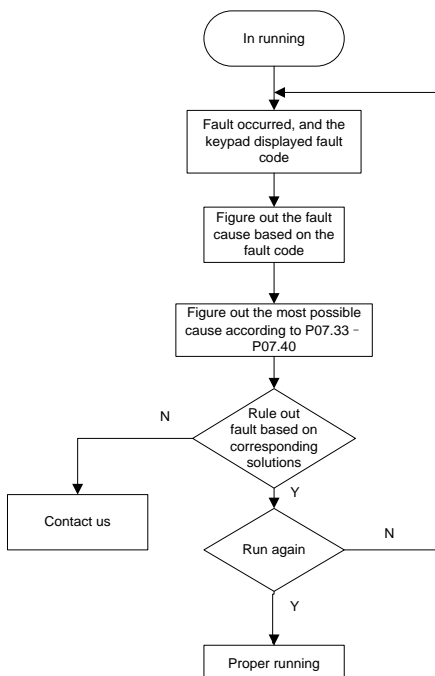 In running
Fault occurred, and the
keypad displayed fault
code
Figure out the fault
cause based on the
fault code
Figure out the most possible
cause according to P07.33﹣
P07.40
N
Rule out
fault based on
corresponding
solutions
Y
Contact us
Run again
N
Y
Proper running